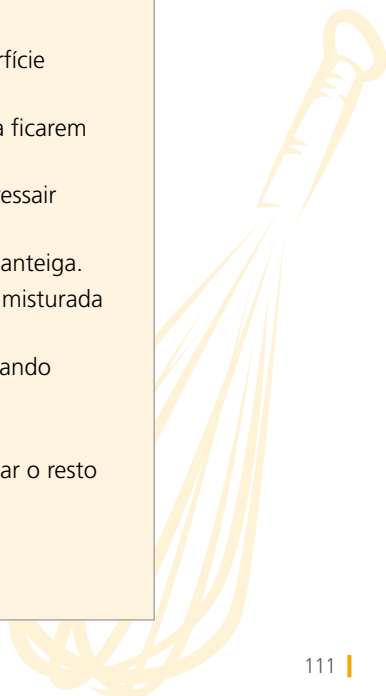 rfície
a ficarem
essair
anteiga.
misturada
ando
ar o resto
111